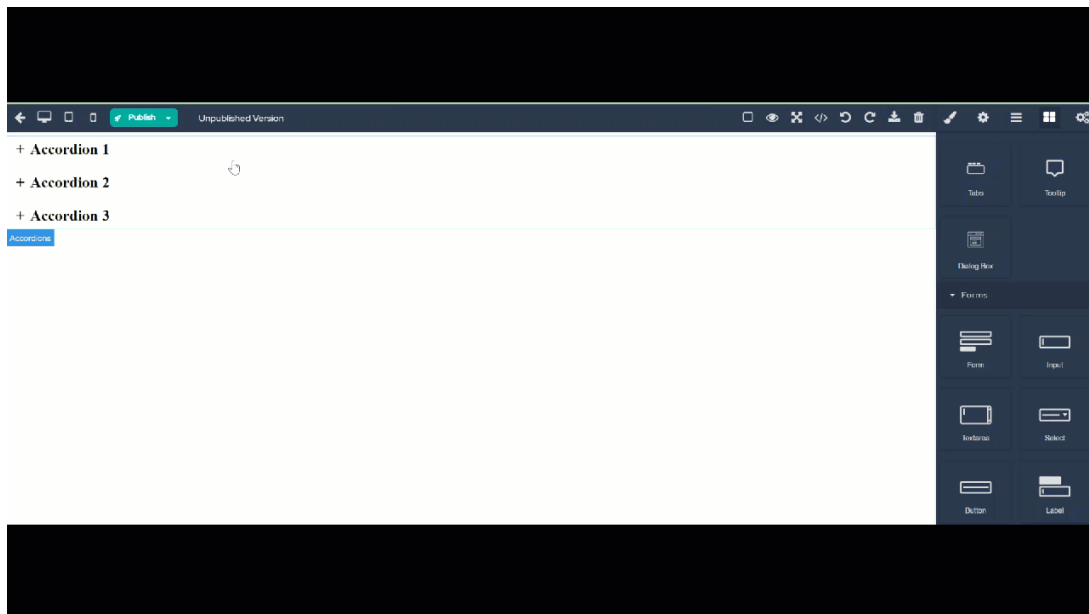 Publish
Unpublished Version
+ Accordion 1
+ Accordion 2
+ Accordion 3
Accordions
Tabs
Tooltip
Dialog Box
Forms
Form
Input
Textarea
Select
Button
Label